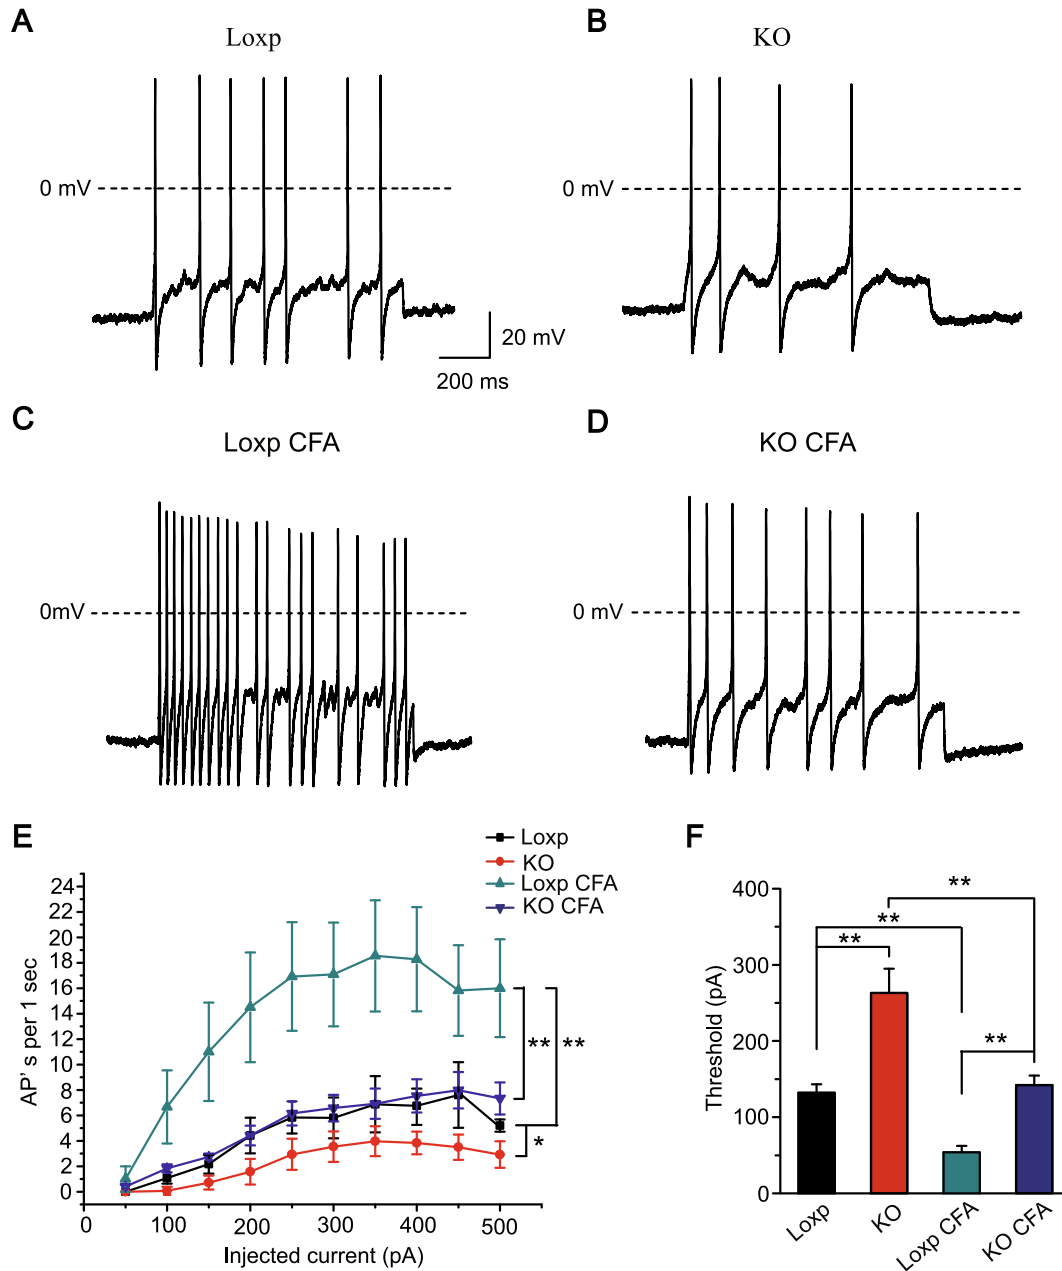 A
Loxp
B
KO
0 mV
0 mV
20 mV
200 ms
C
Loxp CFA
D
KO CFA
0mV
0 mV
E
Loxp
KO
Loxp CFA
KO CFA
AP' s per 1 sec
24
22
20
18
16
14
12
10
8
6
4
2
0
0
100
200
300
400
500
Injected current (pA)
**
**
*
F
Threshold (pA)
400
300
200
100
0
**
**
**
**
Loxp
KO
Loxp CFA
KO CFA